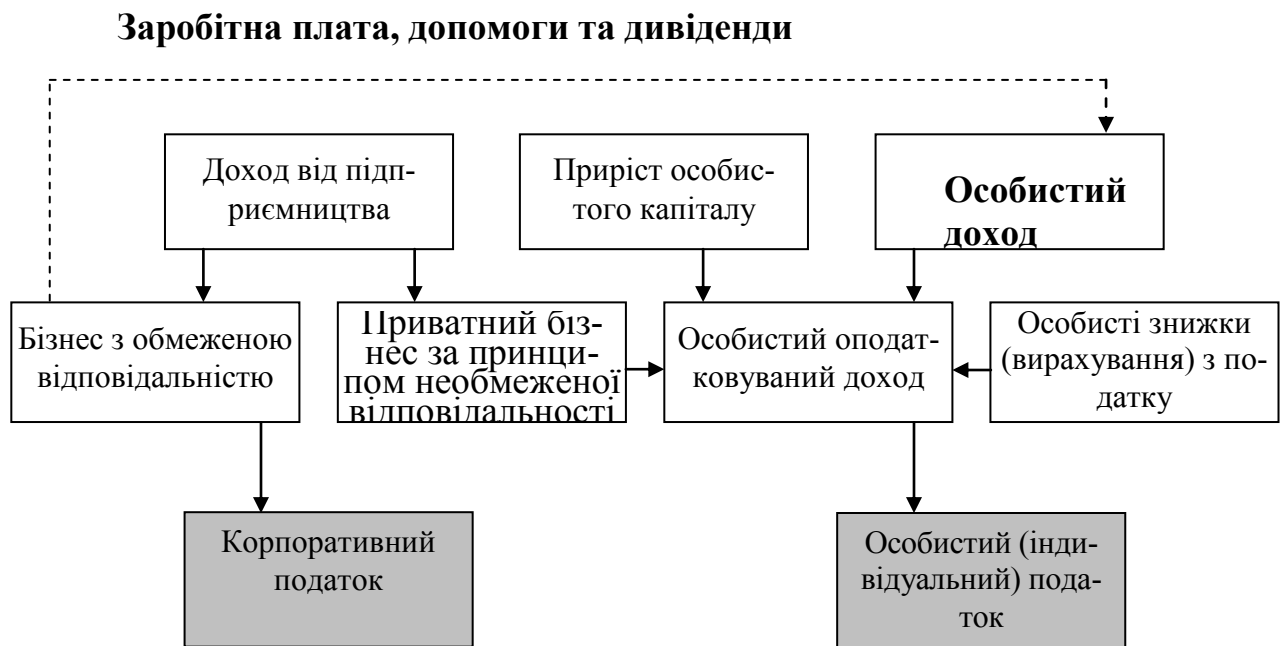 Заробітна плата, допомоги та дивіденди
Доход від підп-
риємництва
Приріст особис-
того капіталу
Особистий
доход
Бізнес з обмеженою
відповідальністю
Приватний біз-
нес за принци-
пом необмеженої
відповідальності
Особистий оподат-
ковуваний доход
Особисті знижки
(вирахування) з по-
датку
Корпоративний
податок
Особистий (інди-
відуальний) пода-
ток